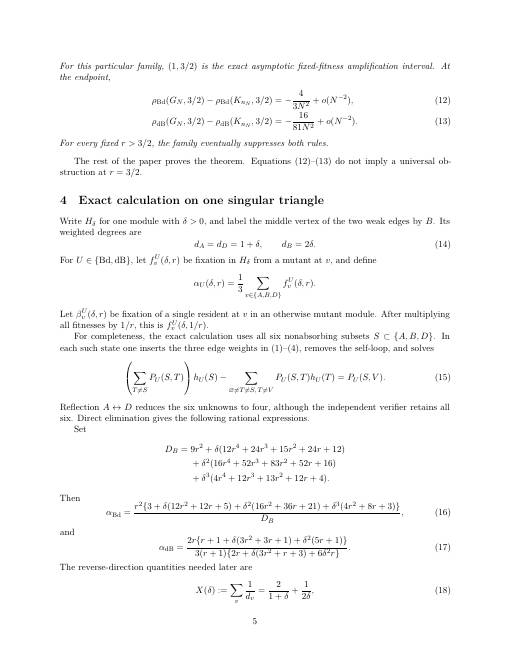 For this particular family, (1, 3/2) is the exact asymptotic fixed-fitness amplification interval. At
the endpoint,
ρ_Bd(G_N, 3/2) − ρ_Bd(K_{n_N}, 3/2) = −4/(3N²) + o(N⁻²), (12)
ρ_dB(G_N, 3/2) − ρ_dB(K_{n_N}, 3/2) = −16/(81N²) + o(N⁻²). (13)
For every fixed r > 3/2, the family eventually suppresses both rules.
The rest of the paper proves the theorem. Equations (12)–(13) do not imply a universal ob-
struction at r = 3/2.
4 Exact calculation on one singular triangle
Write H_δ for one module with δ > 0, and label the middle vertex of the two weak edges by B. Its
weighted degrees are
d_A = d_D = 1 + δ, d_B = 2δ. (14)
For U ∈ {Bd, dB}, let f_v^U(δ, r) be fixation in H_δ from a mutant at v, and define
α_U(δ, r) = 1/3 ∑_{v∈{A,B,D}} f_v^U(δ, r).
Let β_v^U(δ, r) be fixation of a single resident at v in an otherwise mutant module. After multiplying
all fitnesses by 1/r, this is f_v^U(δ, 1/r).
For completeness, the exact calculation uses all six nonabsorbing subsets S ⊂ {A, B, D}. In
each such state one inserts the three edge weights in (1)–(4), removes the self-loop, and solves
(∑_{T≠S} P_U(S, T)) h_U(S) − ∑_{∅≠T≠S, T≠V} P_U(S, T)h_U(T) = P_U(S, V). (15)
Reflection A ↔ D reduces the six unknowns to four, although the independent verifier retains all
six. Direct elimination gives the following rational expressions.
Set
D_B = 9r² + δ(12r⁴ + 24r³ + 15r² + 24r + 12)
+ δ²(16r⁴ + 52r³ + 83r² + 52r + 16)
+ δ³(4r⁴ + 12r³ + 13r² + 12r + 4).
Then
α_Bd = r²{3 + δ(12r² + 12r + 5) + δ²(16r² + 36r + 21) + δ³(4r² + 8r + 3)} / D_B, (16)
and
α_dB = 2r{r + 1 + δ(3r² + 3r + 1) + δ²(5r + 1)} / 3(r + 1){2r + δ(3r² + r + 3) + 6δ²r}. (17)
The reverse-direction quantities needed later are
X(δ) := ∑_v 1/d_v = 2/(1 + δ) + 1/(2δ), (18)
5